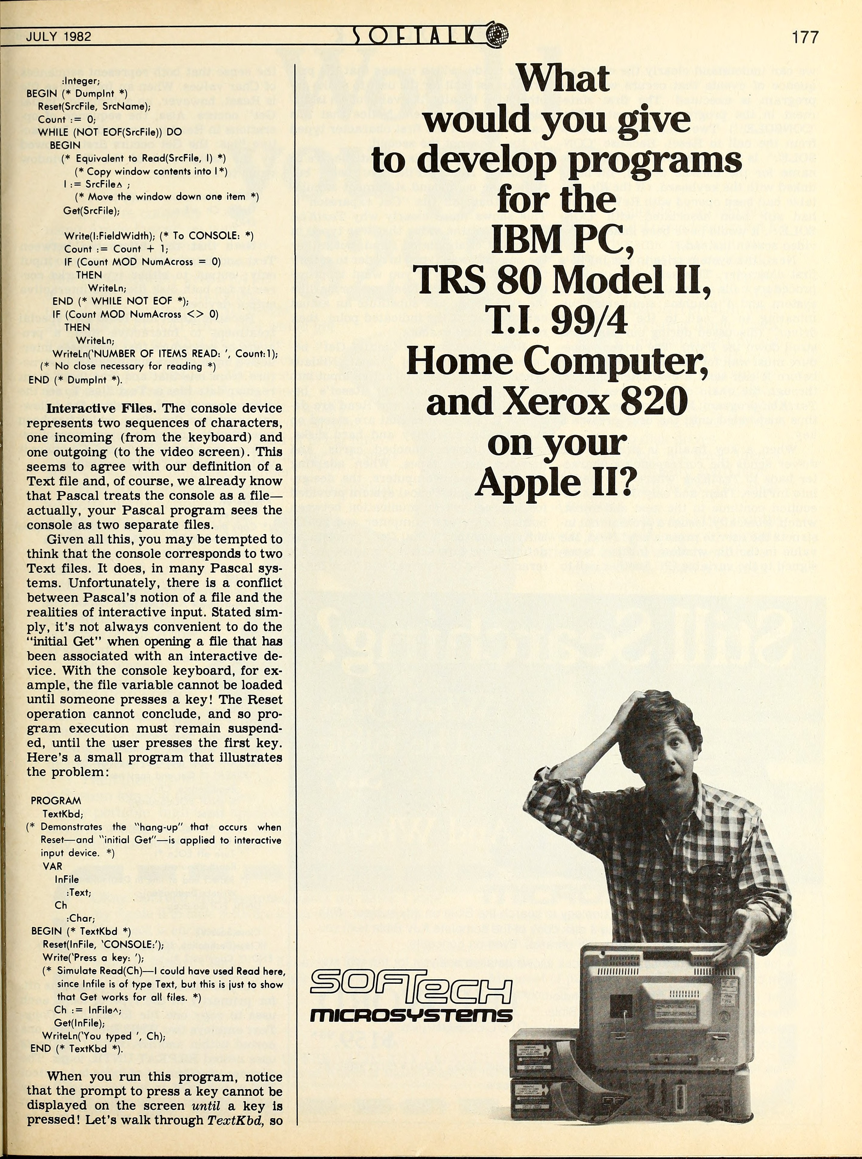 JULY 1982
SOFTALK
177
:Integer;
BEGIN (* DumpInt *)
Reset(SrcFile, SrcName);
Count := 0;
WHILE (NOT EOF(SrcFile)) DO
BEGIN
(* Equivalent to Read(SrcFile, I) *)
(* Copy window contents into I*)
I := SrcFile^ ;
(* Move the window down one item *)
Get(SrcFile);
Write(I:FieldWidth); (* To CONSOLE: *)
Count := Count + 1;
IF (Count MOD NumAcross = 0)
THEN
WriteLn;
END (* WHILE NOT EOF *);
IF (Count MOD NumAcross <> 0)
THEN
WriteLn;
WriteLn('NUMBER OF ITEMS READ: ', Count:1);
(* No close necessary for reading *)
END (* DumpInt *).
Interactive Files. The console device
represents two sequences of characters,
one incoming (from the keyboard) and
one outgoing (to the video screen). This
seems to agree with our definition of a
Text file and, of course, we already know
that Pascal treats the console as a file—
actually, your Pascal program sees the
console as two separate files.
Given all this, you may be tempted to
think that the console corresponds to two
Text files. It does, in many Pascal sys-
tems. Unfortunately, there is a conflict
between Pascal's notion of a file and the
realities of interactive input. Stated sim-
ply, it's not always convenient to do the
"initial Get" when opening a file that has
been associated with an interactive de-
vice. With the console keyboard, for ex-
ample, the file variable cannot be loaded
until someone presses a key! The Reset
operation cannot conclude, and so pro-
gram execution must remain suspend-
ed, until the user presses the first key.
Here's a small program that illustrates
the problem:
PROGRAM
TextKbd;
(* Demonstrates the "hang-up" that occurs when
Reset—and "initial Get"—is applied to interactive
input device. *)
VAR
InFile
:Text;
Ch
:Char;
BEGIN (* TextKbd *)
Reset(InFile, 'CONSOLE:');
Write('Press a key: ');
(* Simulate Read(Ch)—I could have used Read here,
since Infile is of type Text, but this is just to show
that Get works for all files. *)
Ch := InFile^;
Get(InFile);
WriteLn('You typed ', Ch);
END (* TextKbd *).
When you run this program, notice
that the prompt to press a key cannot be
displayed on the screen until a key is
pressed! Let's walk through TextKbd, so
What
would you give
to develop programs
for the
IBM PC,
TRS 80 Model II,
T.I. 99/4
Home Computer,
and Xerox 820
on your
Apple II?
SOFTECH
MICROSYSTEMS